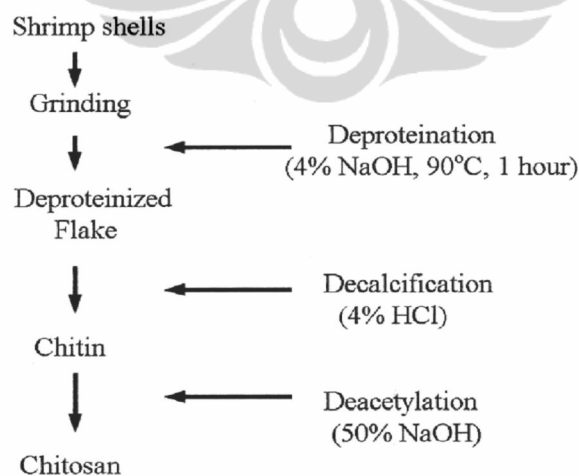 Shrimp shells
Grinding
Deproteination
(4% NaOH, 90°C, 1 hour)
Deproteinized
Flake
Decalcification
(4% HCl)
Chitin
Deacetylation
(50% NaOH)
Chitosan